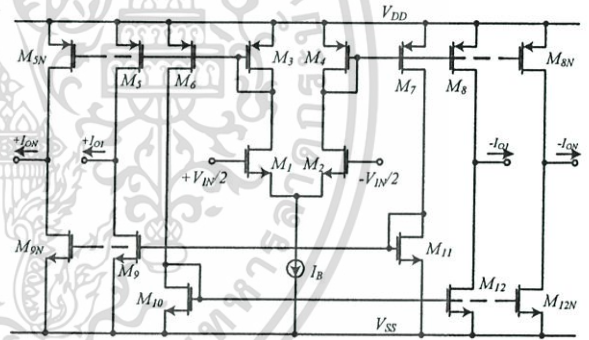 V_DD
M_5N M_5 M_6 M_3 M_4 M_7 M_8 M_8N
+I_ON +I_O1 -I_O1 -I_ON
M_1 M_2
+V_IN/2 -V_IN/2
M_9N M_9 M_11
I_B
M_10 M_12 M_12N
V_SS